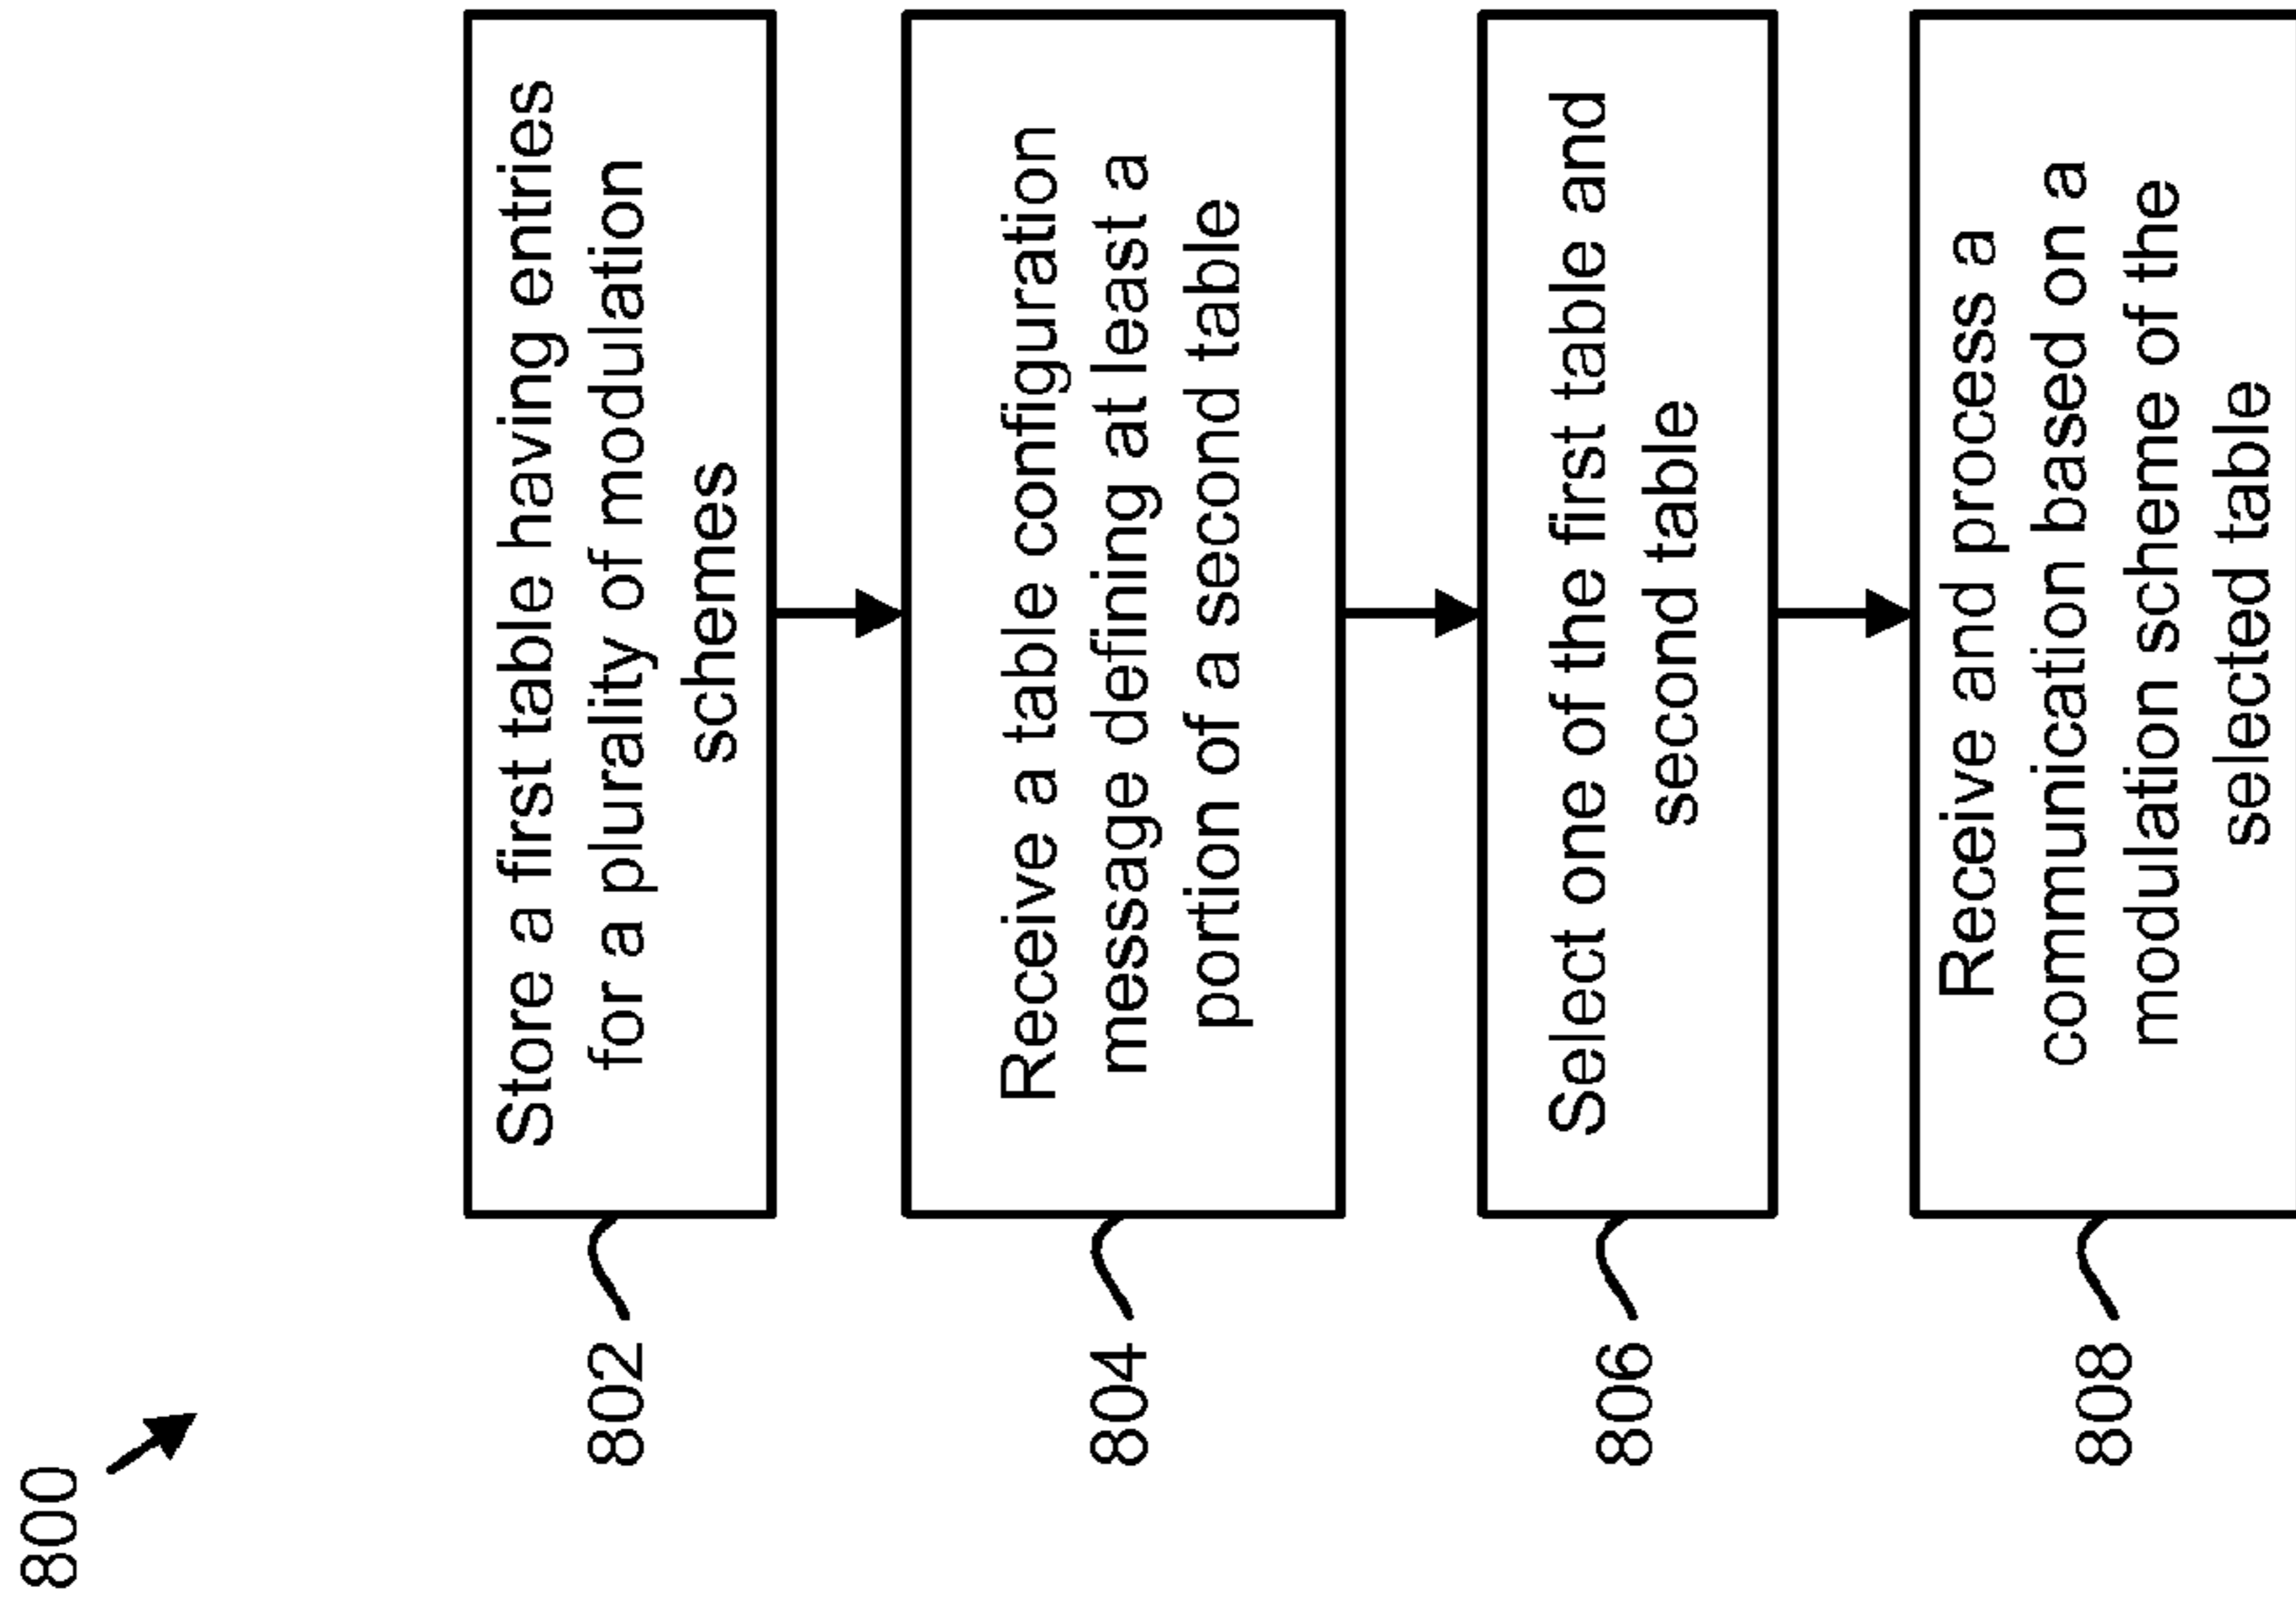 800
802
Store a first table having entries
for a plurality of modulation
schemes
804
Receive a table configuration
message defining at least a
portion of a second table
806
Select one of the first table and
second table
808
Receive and process a
communication based on a
modulation scheme of the
selected table